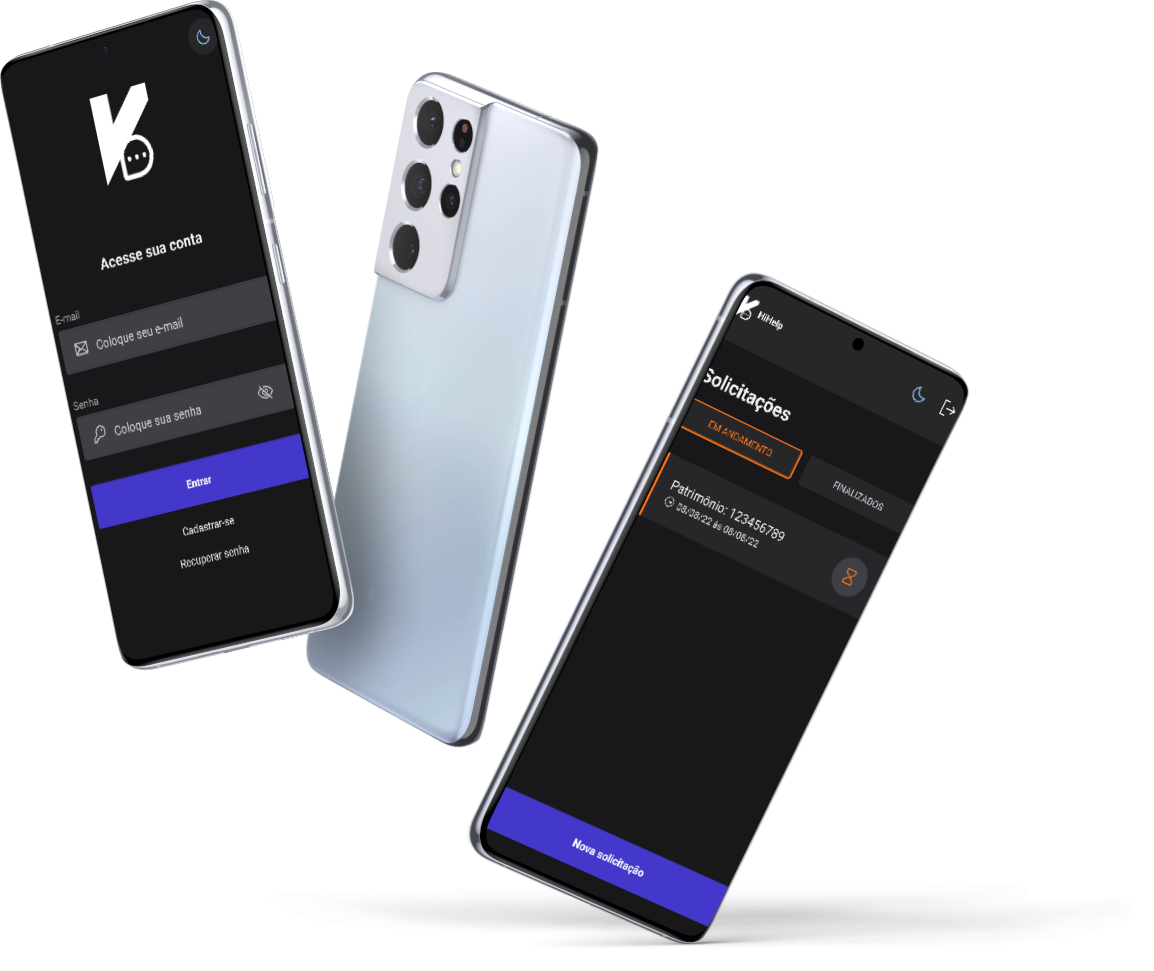 Acesse sua conta
E-mail
Coloque seu e-mail
Senha
Coloque sua senha
Entrar
Cadastrar-se
Recuperar senha
HiHelp
Solicitações
EM ANDAMENTO
FINALIZADOS
Patrimônio: 123456789
08/08/22 às 08/08/22
Nova solicitação